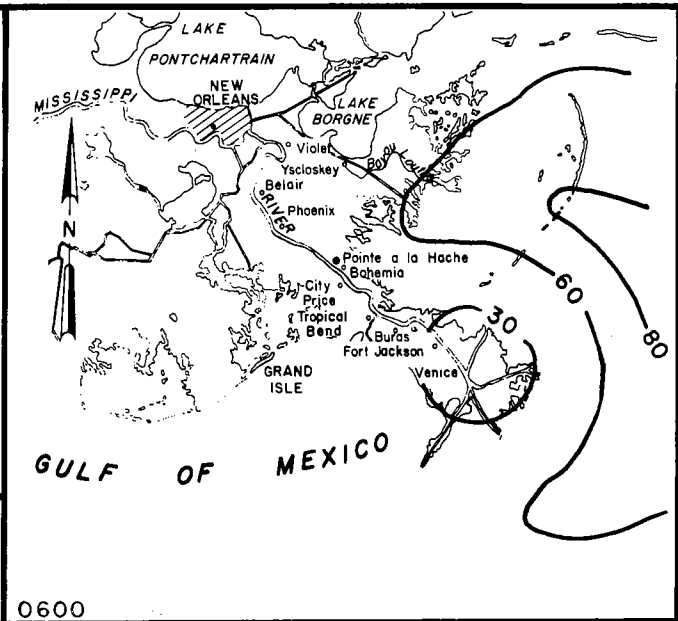 LAKE
PONTCHARTRAIN
NEW
ORLEANS
MISSISSIPPI
LAKE
BORGNE
Violet
Yscloskey
Bayou
Belair
RIVER
Phoenix
N
Pointe a la Hache
Bohemia
City
Price
Tropical
Bend
30
60
80
Buras
Fort Jackson
Venice
GRAND
ISLE
GULF OF MEXICO
0600